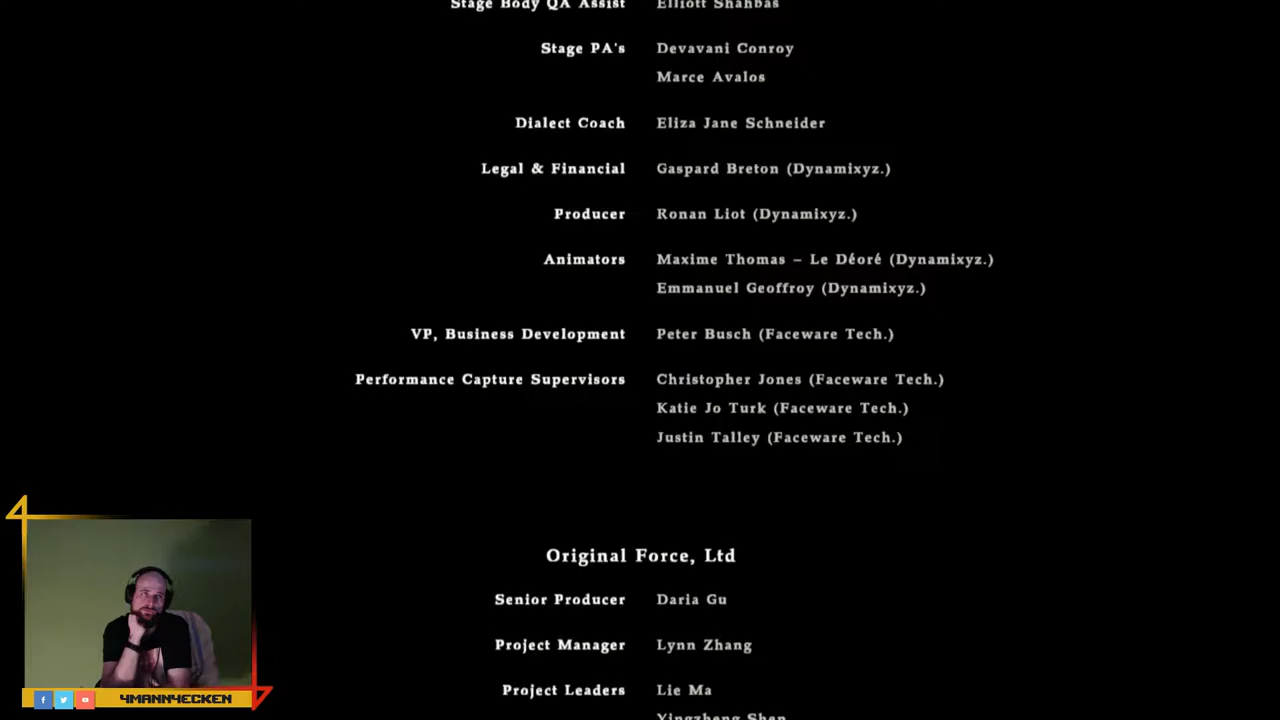 Stage Body QA Assist Elliott Shahbas
Stage PA's Devavani Conroy
Marce Avalos
Dialect Coach Eliza Jane Schneider
Legal & Financial Gaspard Breton (Dynamixyz.)
Producer Ronan Liot (Dynamixyz.)
Animators Maxime Thomas – Le Déoré (Dynamixyz.)
Emmanuel Geoffroy (Dynamixyz.)
VP, Business Development Peter Busch (Faceware Tech.)
Performance Capture Supervisors Christopher Jones (Faceware Tech.)
Katie Jo Turk (Faceware Tech.)
Justin Talley (Faceware Tech.)
Original Force, Ltd
Senior Producer Daria Gu
Project Manager Lynn Zhang
Project Leaders Lie Ma
Yingzheng Shen
4MANN4ECKEN